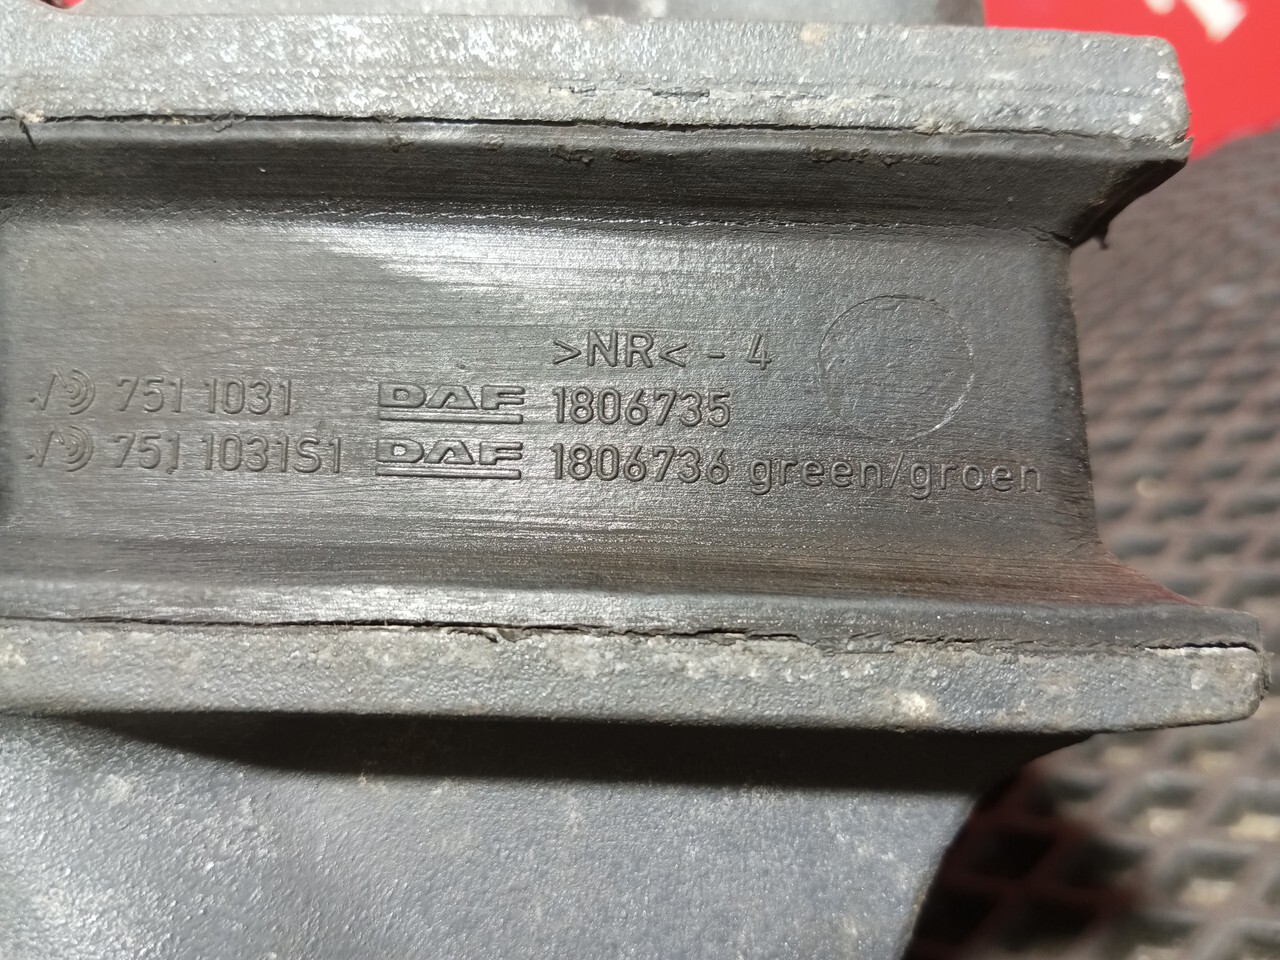 >NR< - 4
751 1031 DAF 1806735
751 1031S1 DAF 1806736 green/groen